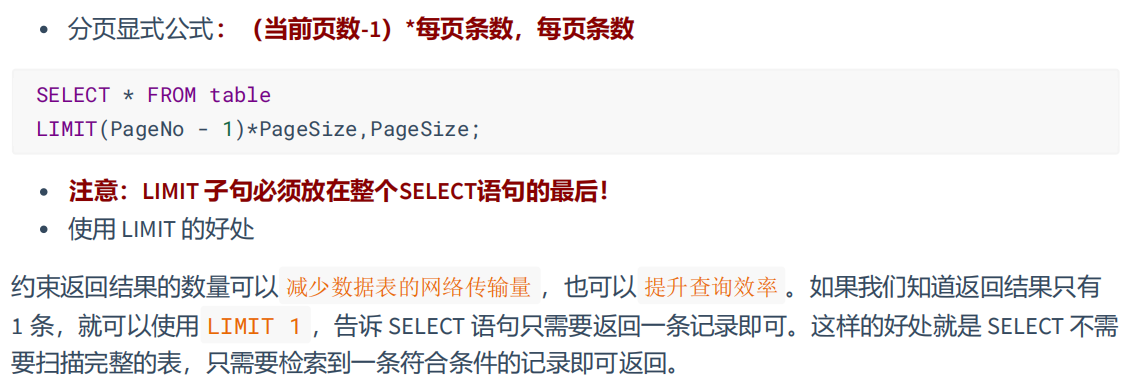 • 分页显式公式：（当前页数-1）*每页条数，每页条数
SELECT * FROM table
LIMIT(PageNo - 1)*PageSize,PageSize;
• 注意：LIMIT 子句必须放在整个SELECT语句的最后！
• 使用 LIMIT 的好处
约束返回结果的数量可以 减少数据表的网络传输量 ，也可以 提升查询效率 。如果我们知道返回结果只有
1 条，就可以使用 LIMIT 1 ，告诉 SELECT 语句只需要返回一条记录即可。这样的好处就是 SELECT 不需
要扫描完整的表，只需要检索到一条符合条件的记录即可返回。